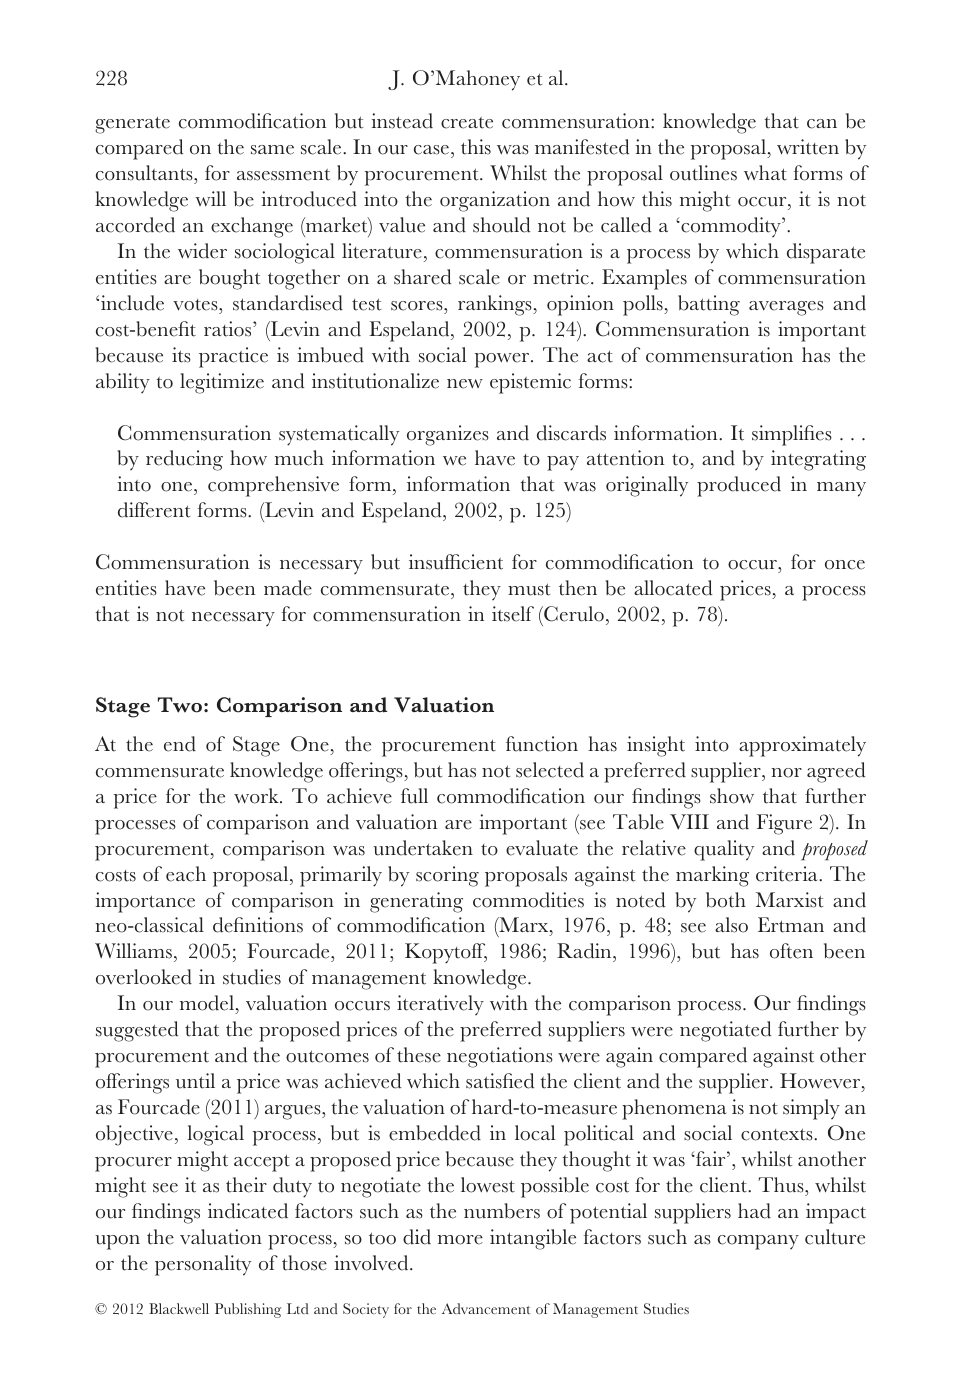 228
J. O’Mahoney et al.
generate commodification but instead create commensuration: knowledge that can be
compared on the same scale. In our case, this was manifested in the proposal, written by
consultants, for assessment by procurement. Whilst the proposal outlines what forms of
knowledge will be introduced into the organization and how this might occur, it is not
accorded an exchange (market) value and should not be called a ‘commodity’.
In the wider sociological literature, commensuration is a process by which disparate
entities are bought together on a shared scale or metric. Examples of commensuration
‘include votes, standardised test scores, rankings, opinion polls, batting averages and
cost-benefit ratios’ (Levin and Espeland, 2002, p. 124). Commensuration is important
because its practice is imbued with social power. The act of commensuration has the
ability to legitimize and institutionalize new epistemic forms:
Commensuration systematically organizes and discards information. It simplifies . . .
by reducing how much information we have to pay attention to, and by integrating
into one, comprehensive form, information that was originally produced in many
different forms. (Levin and Espeland, 2002, p. 125)
Commensuration is necessary but insufficient for commodification to occur, for once
entities have been made commensurate, they must then be allocated prices, a process
that is not necessary for commensuration in itself (Cerulo, 2002, p. 78).
Stage Two: Comparison and Valuation
At the end of Stage One, the procurement function has insight into approximately
commensurate knowledge offerings, but has not selected a preferred supplier, nor agreed
a price for the work. To achieve full commodification our findings show that further
processes of comparison and valuation are important (see Table VIII and Figure 2). In
procurement, comparison was undertaken to evaluate the relative quality and proposed
costs of each proposal, primarily by scoring proposals against the marking criteria. The
importance of comparison in generating commodities is noted by both Marxist and
neo-classical definitions of commodification (Marx, 1976, p. 48; see also Ertman and
Williams, 2005; Fourcade, 2011; Kopytoff, 1986; Radin, 1996), but has often been
overlooked in studies of management knowledge.
In our model, valuation occurs iteratively with the comparison process. Our findings
suggested that the proposed prices of the preferred suppliers were negotiated further by
procurement and the outcomes of these negotiations were again compared against other
offerings until a price was achieved which satisfied the client and the supplier. However,
as Fourcade (2011) argues, the valuation of hard-to-measure phenomena is not simply an
objective, logical process, but is embedded in local political and social contexts. One
procurer might accept a proposed price because they thought it was ‘fair’, whilst another
might see it as their duty to negotiate the lowest possible cost for the client. Thus, whilst
our findings indicated factors such as the numbers of potential suppliers had an impact
upon the valuation process, so too did more intangible factors such as company culture
or the personality of those involved.
© 2012 Blackwell Publishing Ltd and Society for the Advancement of Management Studies